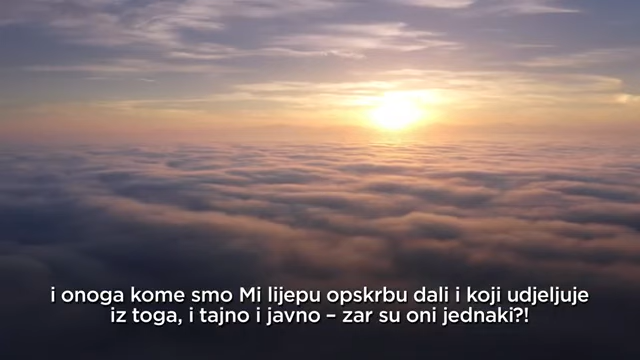 i onoga kome smo Mi lijepu opskrbu dali i koji udjeljuje
iz toga, i tajno i javno – zar su oni jednaki?!